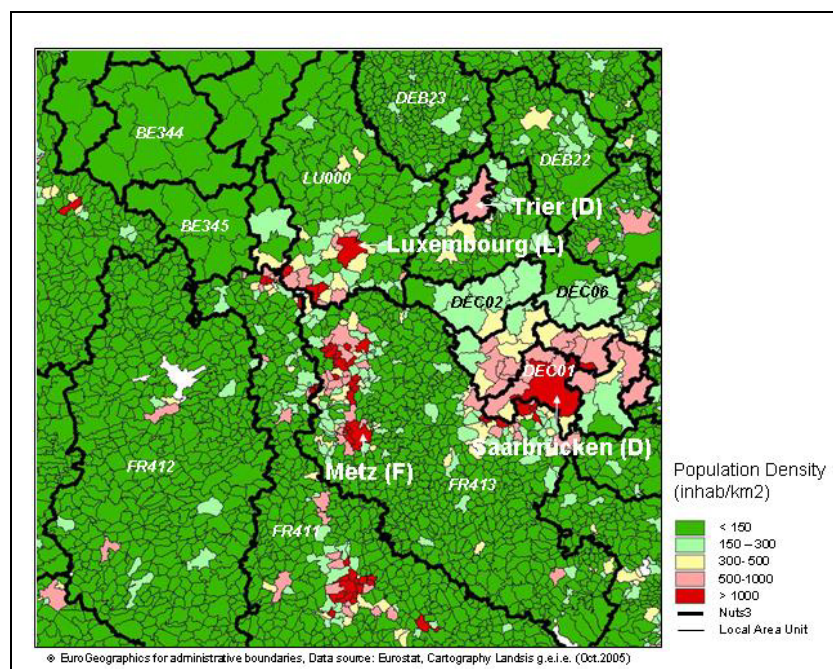 DEB23
BE344
DEB22
LU000
Trier (D)
BE345
Luxembourg (L)
DEC02
DEC06
DEC01
Saarbrucken (D)
Metz (F)
FR412
FR413
FR411
Population Density
(inhab/km2)
< 150
150 – 300
300- 500
500-1000
> 1000
Nuts3
Local Area Unit
© EuroGeographics for administrative boundaries, Data source: Eurostat, Cartography Landsis g.e.i.e. (Oct.2005)